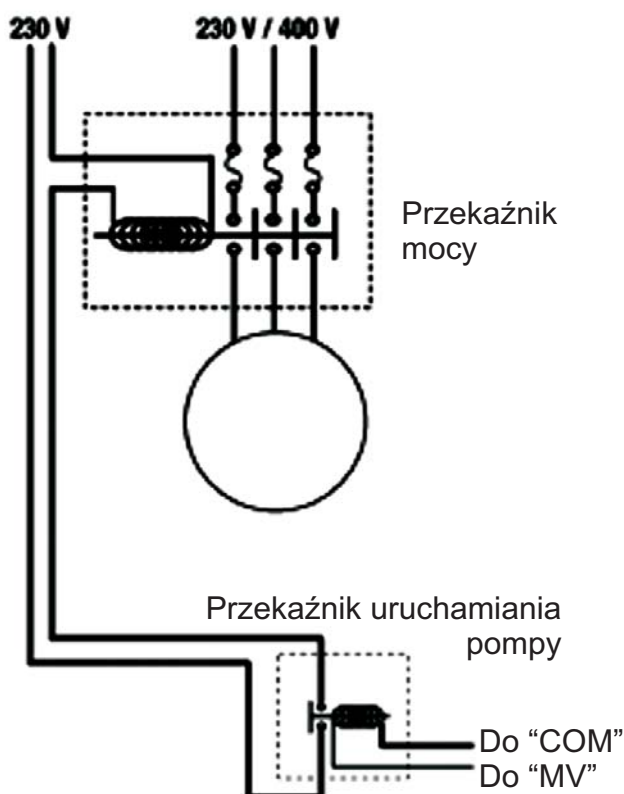 230 V
230 V / 400 V
Przekaźnik
mocy
Przekaźnik uruchamiania
pompy
Do “COM”
Do “MV”